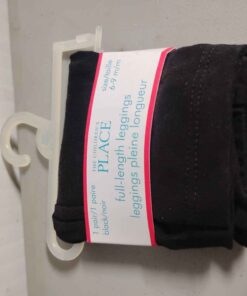 1 pair/1 paire
black/noir
THE CHILDREN'S
PLACE
full-length leggings
leggings pleine longueur
size/taille
6-9 m/m